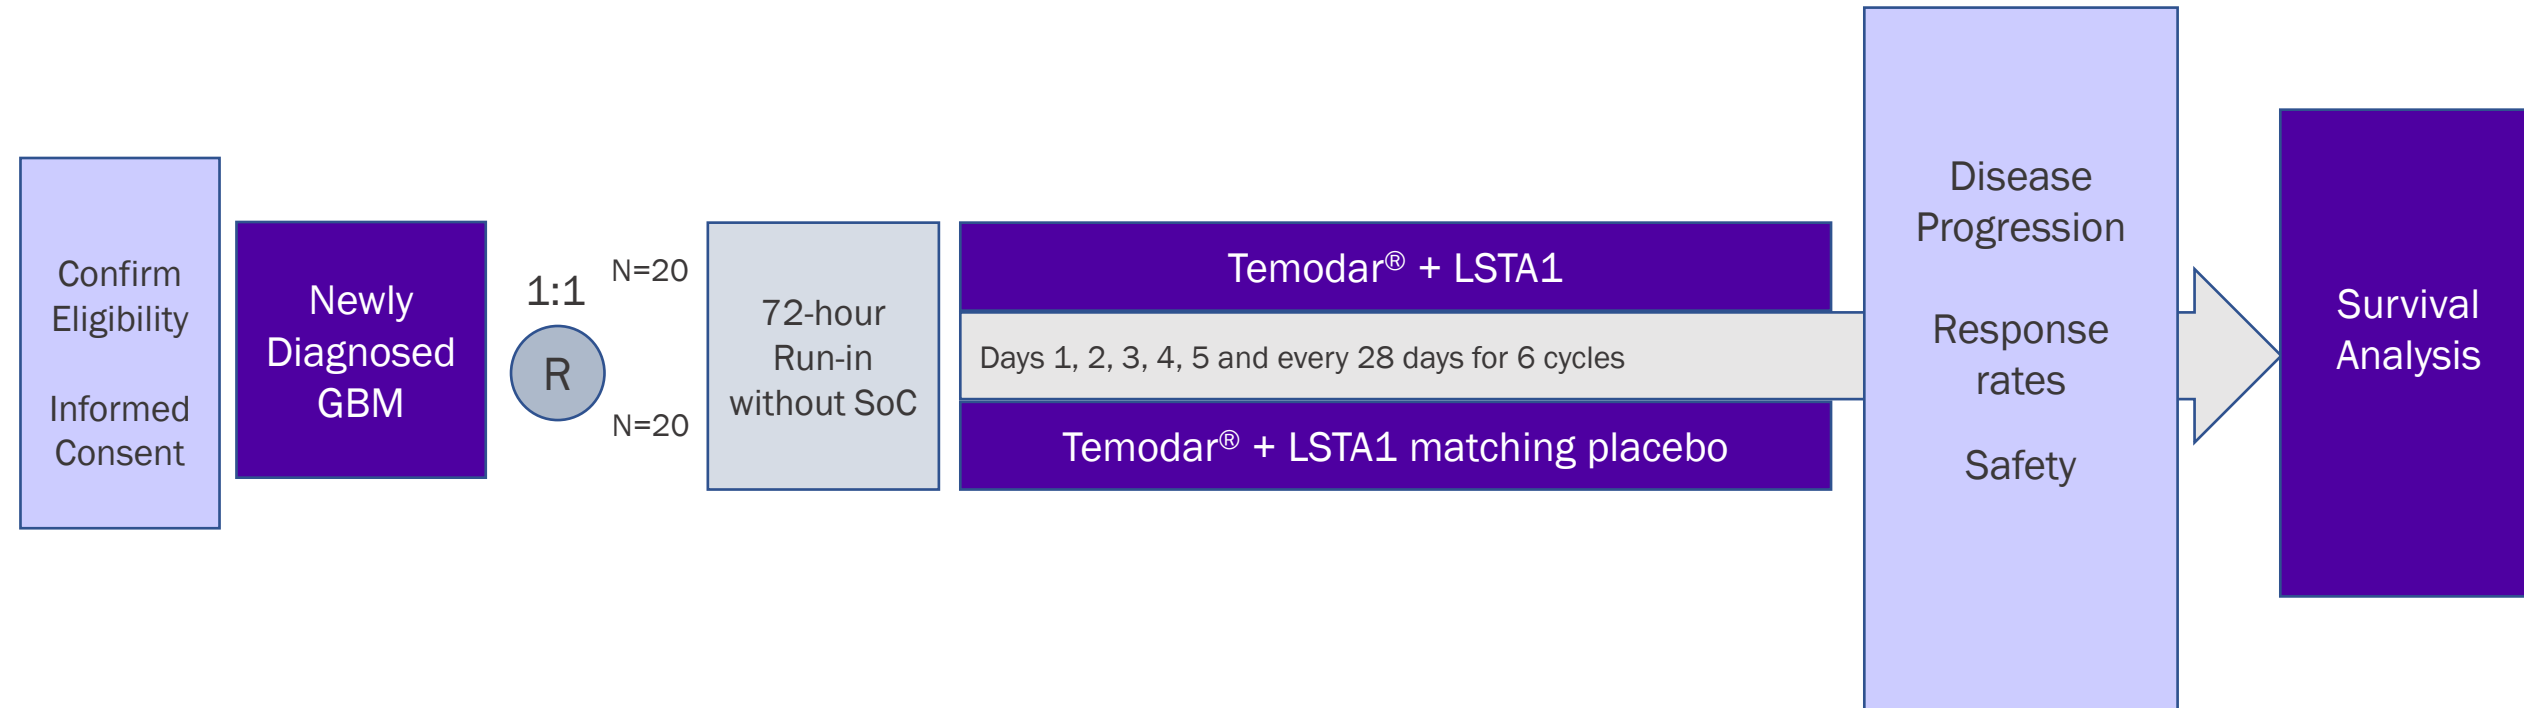 Confirm
Eligibility
Informed
Consent
Newly
Diagnosed
GBM
1:1
R
N=20
N=20
72-hour
Run-in
without SoC
Temodar® + LSTA1
Days 1, 2, 3, 4, 5 and every 28 days for 6 cycles
Temodar® + LSTA1 matching placebo
Disease
Progression
Response
rates
Safety
Survival
Analysis